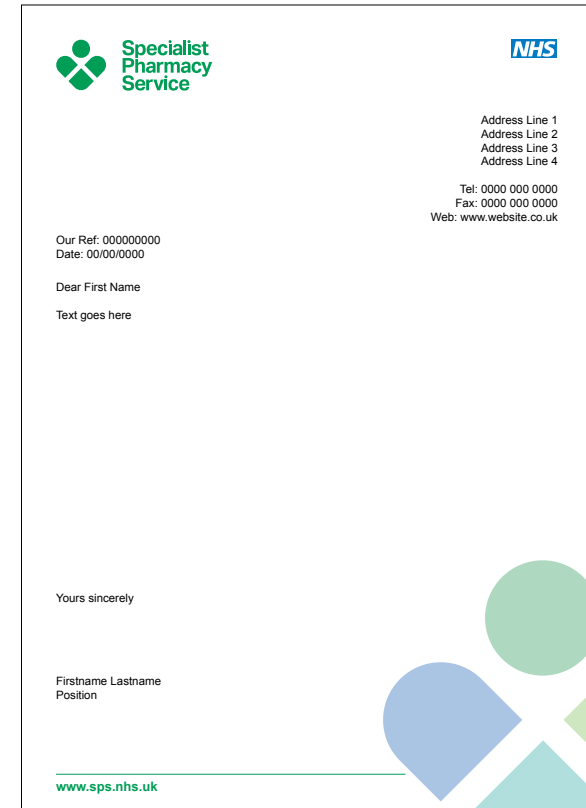 Specialist
Pharmacy
Service
NHS
Address Line 1
Address Line 2
Address Line 3
Address Line 4
Tel: 0000 000 0000
Fax: 0000 000 0000
Web: www.website.co.uk
Our Ref: 000000000
Date: 00/00/0000
Dear First Name
Text goes here
Yours sincerely
Firstname Lastname
Position
www.sps.nhs.uk